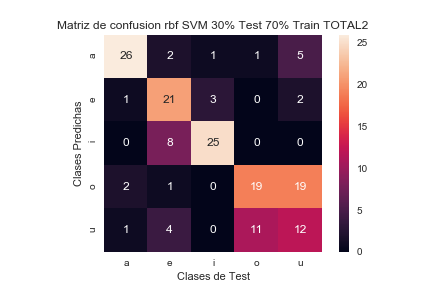 Matriz de confusion rbf SVM 30% Test 70% Train TOTAL2
Clases Predichas
a 26 2 1 1 5
e 1 21 3 0 2
i 0 8 25 0 0
o 2 1 0 19 19
u 1 4 0 11 12
a e i o u
Clases de Test
25
20
15
10
5
0